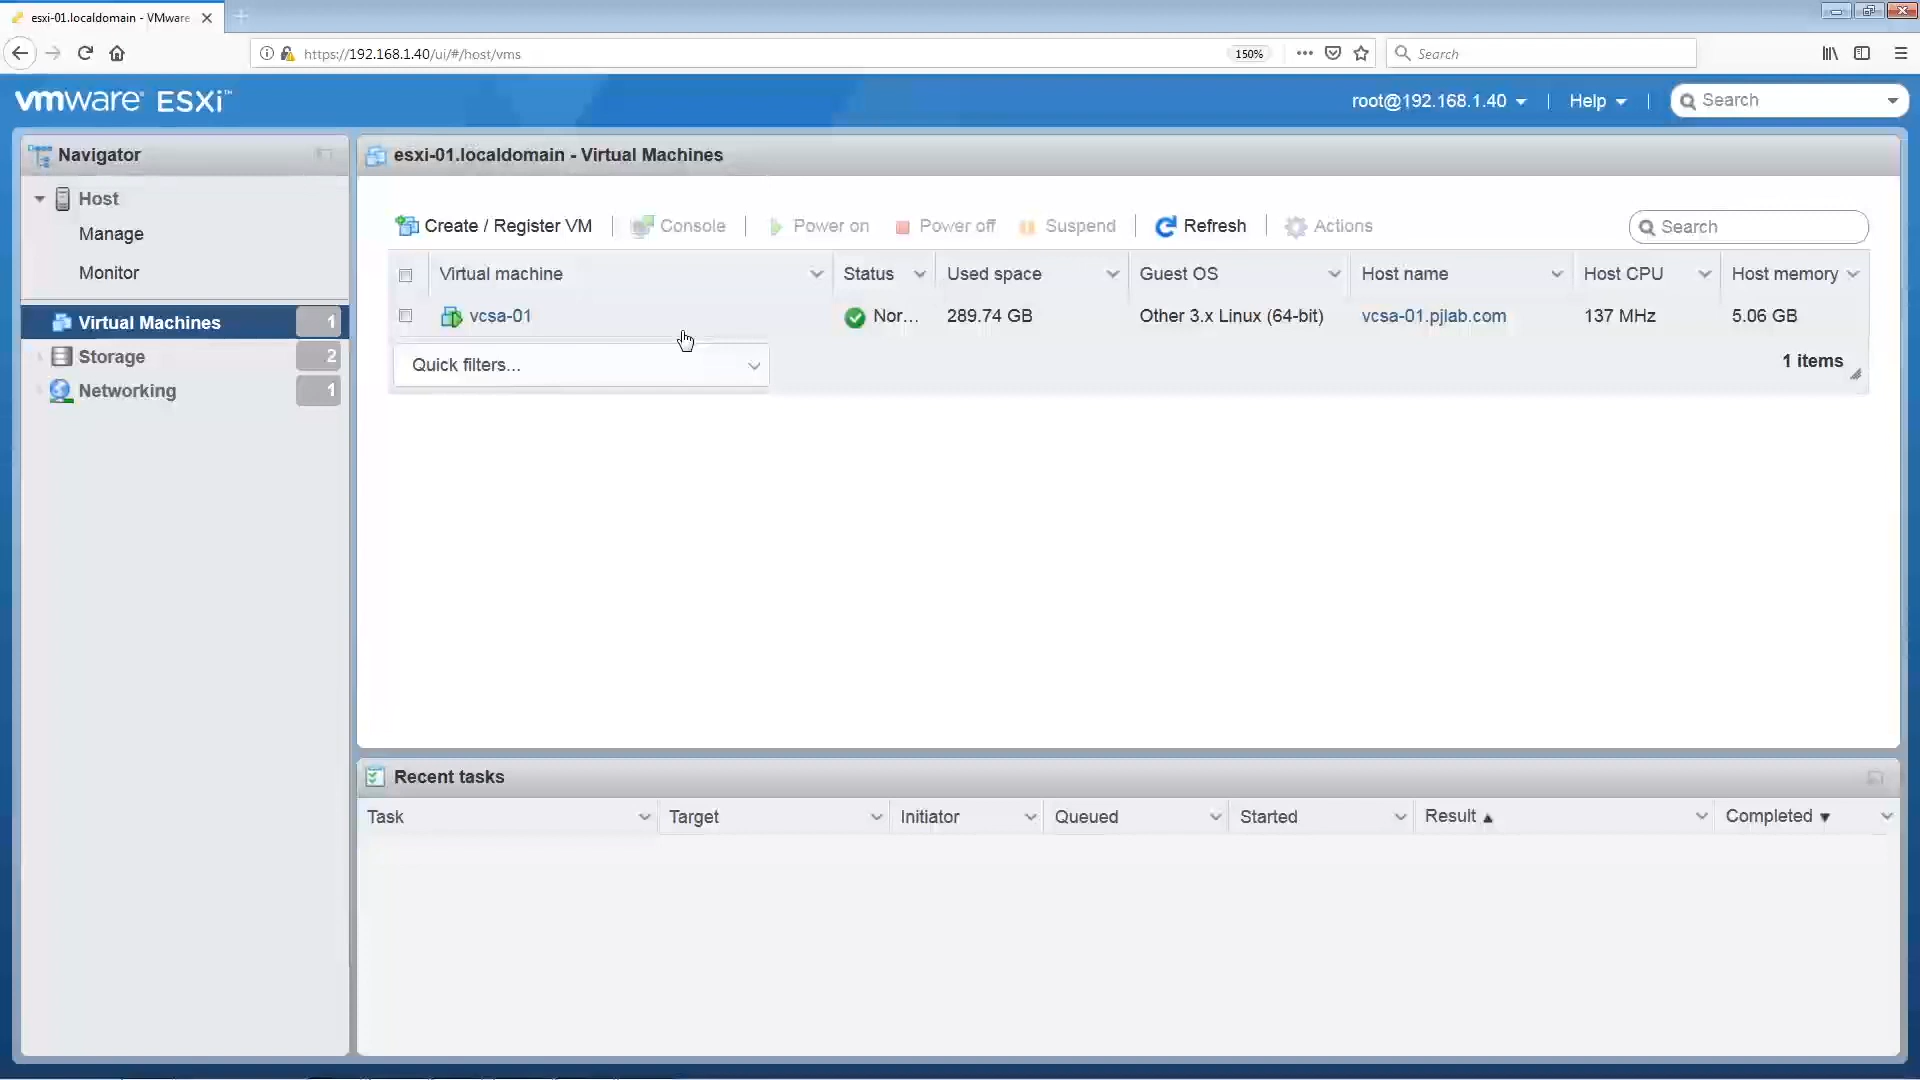 esxi-01.localdomain - VMware
https://192.168.1.40/ui/#/host/vms
150%
Search
vmware ESXi™
root@192.168.1.40
Help
Search
Navigator
Host
Manage
Monitor
Virtual Machines 1
Storage 2
Networking 1
esxi-01.localdomain - Virtual Machines
Create / Register VM
Console
Power on
Power off
Suspend
Refresh
Actions
Search
Virtual machine Status Used space Guest OS Host name Host CPU Host memory
vcsa-01 Nor... 289.74 GB Other 3.x Linux (64-bit) vcsa-01.pjlab.com 137 MHz 5.06 GB
Quick filters...
1 items
Recent tasks
Task Target Initiator Queued Started Result ▲ Completed ▼